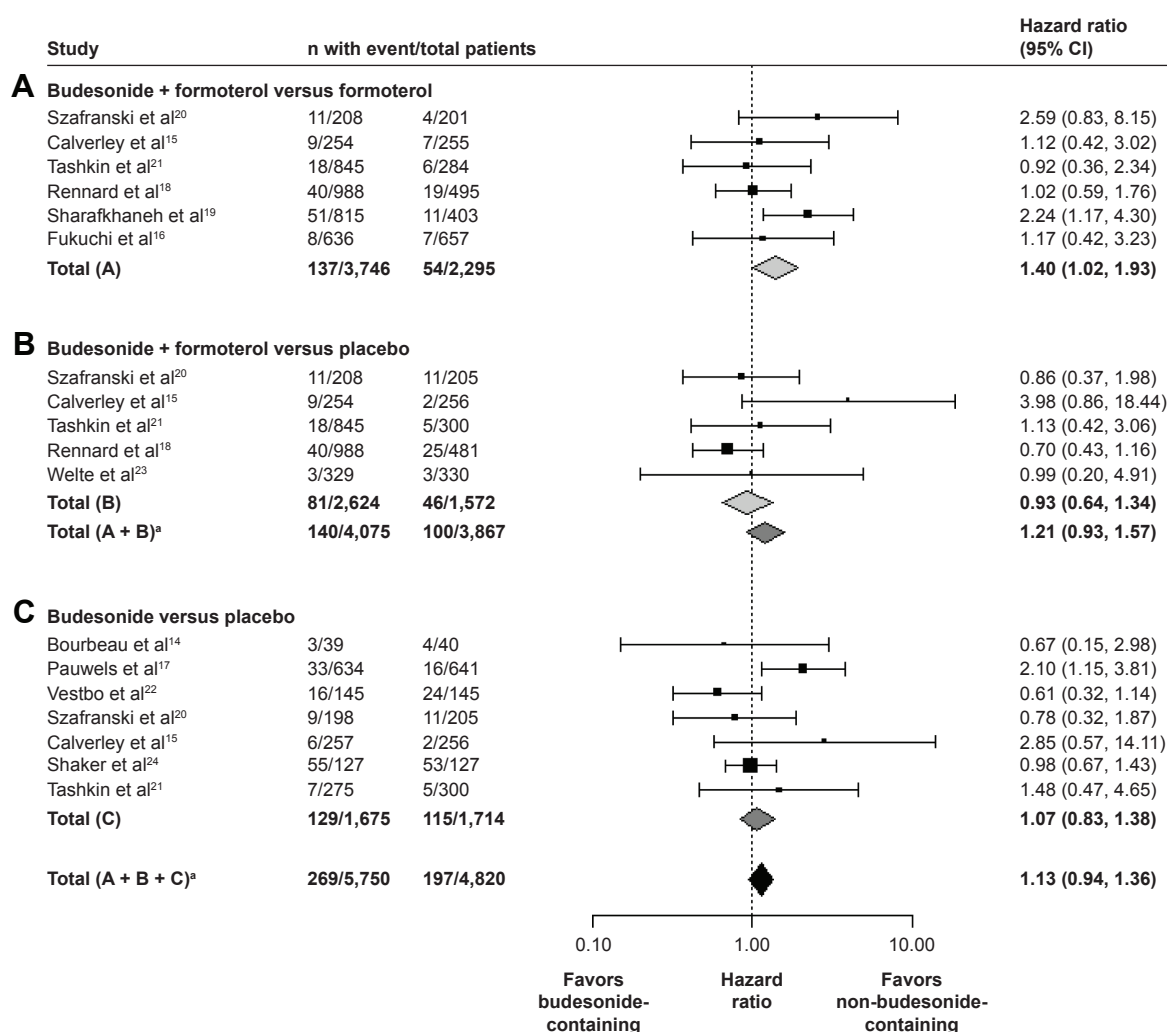 Study n with event/total patients Hazard ratio (95% CI)
A Budesonide + formoterol versus formoterol
Szafranski et al20 11/208 4/201 2.59 (0.83, 8.15)
Calverley et al15 9/254 7/255 1.12 (0.42, 3.02)
Tashkin et al21 18/845 6/284 0.92 (0.36, 2.34)
Rennard et al18 40/988 19/495 1.02 (0.59, 1.76)
Sharafkhaneh et al19 51/815 11/403 2.24 (1.17, 4.30)
Fukuchi et al16 8/636 7/657 1.17 (0.42, 3.23)
Total (A) 137/3,746 54/2,295 1.40 (1.02, 1.93)
B Budesonide + formoterol versus placebo
Szafranski et al20 11/208 11/205 0.86 (0.37, 1.98)
Calverley et al15 9/254 2/256 3.98 (0.86, 18.44)
Tashkin et al21 18/845 5/300 1.13 (0.42, 3.06)
Rennard et al18 40/988 25/481 0.70 (0.43, 1.16)
Welte et al23 3/329 3/330 0.99 (0.20, 4.91)
Total (B) 81/2,624 46/1,572 0.93 (0.64, 1.34)
Total (A + B)a 140/4,075 100/3,867 1.21 (0.93, 1.57)
C Budesonide versus placebo
Bourbeau et al14 3/39 4/40 0.67 (0.15, 2.98)
Pauwels et al17 33/634 16/641 2.10 (1.15, 3.81)
Vestbo et al22 16/145 24/145 0.61 (0.32, 1.14)
Szafranski et al20 9/198 11/205 0.78 (0.32, 1.87)
Calverley et al15 6/257 2/256 2.85 (0.57, 14.11)
Shaker et al24 55/127 53/127 0.98 (0.67, 1.43)
Tashkin et al21 7/275 5/300 1.48 (0.47, 4.65)
Total (C) 129/1,675 115/1,714 1.07 (0.83, 1.38)
Total (A + B + C)a 269/5,750 197/4,820 1.13 (0.94, 1.36)
0.10 1.00 10.00
Favors Hazard Favors
budesonide- ratio non-budesonide-
containing containing